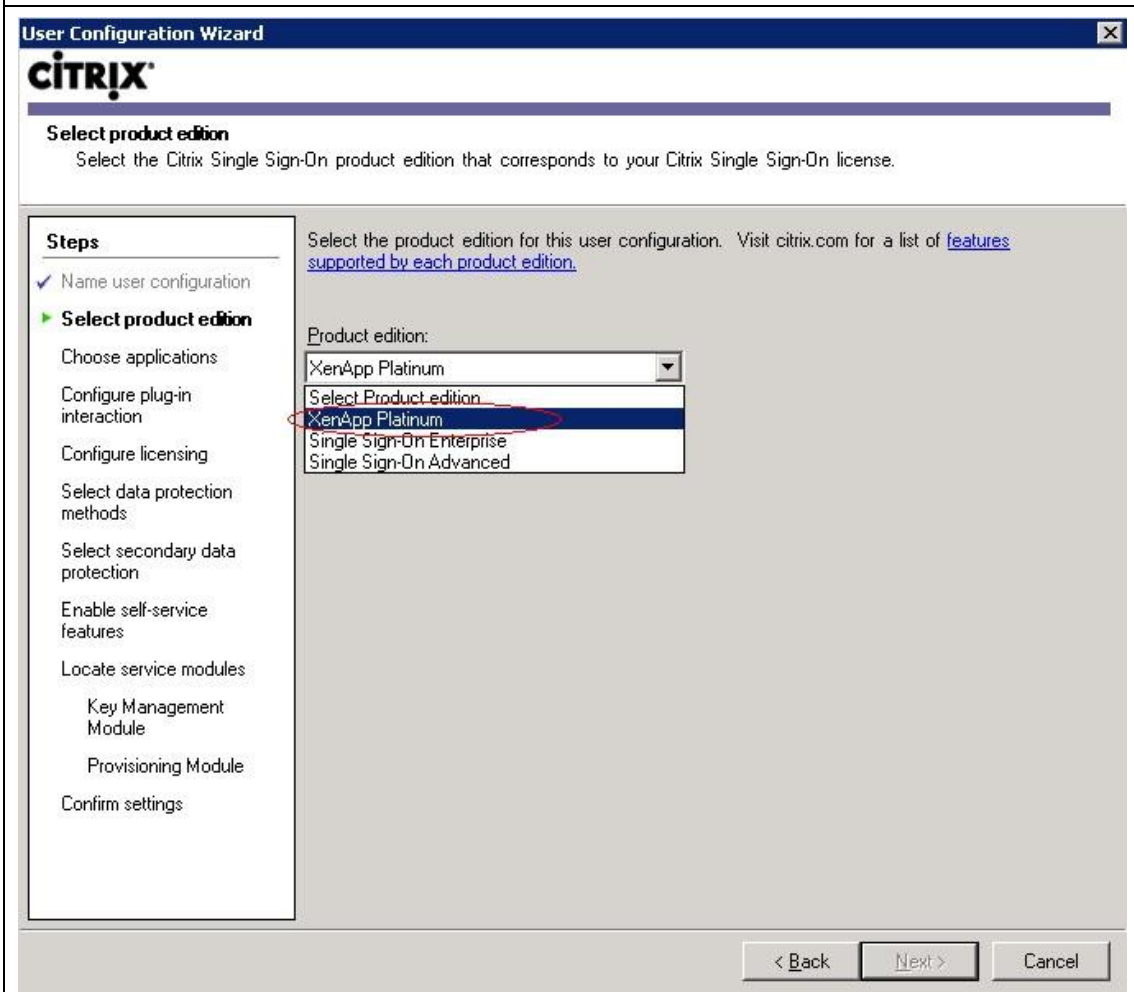 User Configuration Wizard
CİTRIX
Select product edition
Select the Citrix Single Sign-On product edition that corresponds to your Citrix Single Sign-On license.
Steps
Name user configuration
Select product edition
Choose applications
Configure plug-in
interaction
Configure licensing
Select data protection
methods
Select secondary data
protection
Enable self-service
features
Locate service modules
Key Management
Module
Provisioning Module
Confirm settings
Select the product edition for this user configuration. Visit citrix.com for a list of features
supported by each product edition.
Product edition:
XenApp Platinum
Select Product edition
XenApp Platinum
Single Sign-On Enterprise
Single Sign-On Advanced
< Back
Next >
Cancel